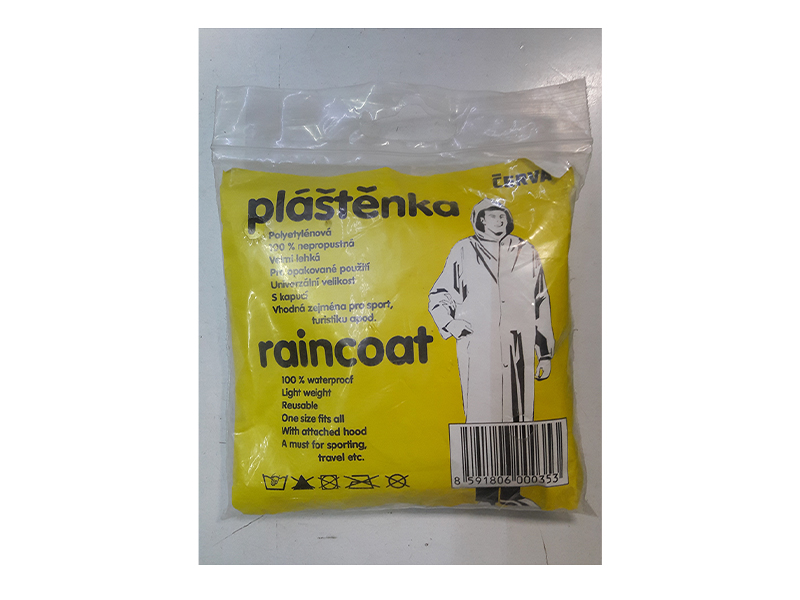 ČERVA
pláštěnka
Polyetylénová
100 % nepropustná
Velmi lehká
Pro opakované použití
Univerzální velikost
S kapucí
Vhodná zejména pro sport,
turistiku apod.
raincoat
100 % waterproof
Light weight
Reusable
One size fits all
With attached hood
A must for sporting,
travel etc.
8 591806 000353